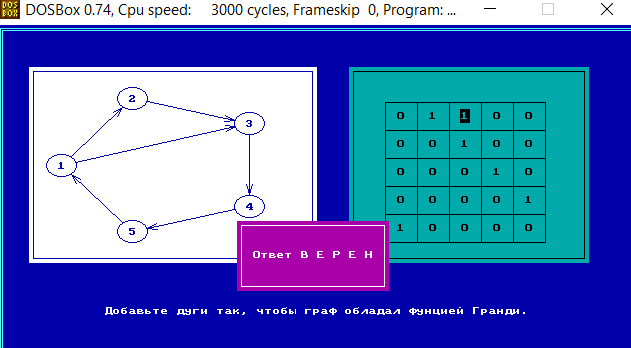 DOS
BOX
DOSBox 0.74, Cpu speed: 3000 cycles, Frameskip 0, Program: ...
2
3
1
4
5
0 1 1 0 0
0 0 1 0 0
0 0 0 1 0
0 0 0 0 1
1 0 0 0 0
Ответ В Е Р Е Н
Добавьте дуги так, чтобы граф обладал фунцией Гранди.